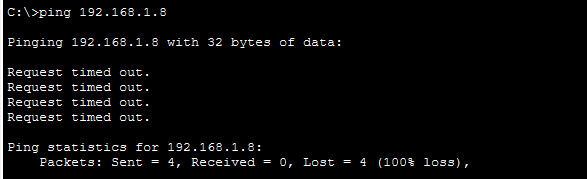 C:\>ping 192.168.1.8
Pinging 192.168.1.8 with 32 bytes of data:
Request timed out.
Request timed out.
Request timed out.
Request timed out.
Ping statistics for 192.168.1.8:
Packets: Sent = 4, Received = 0, Lost = 4 (100% loss),